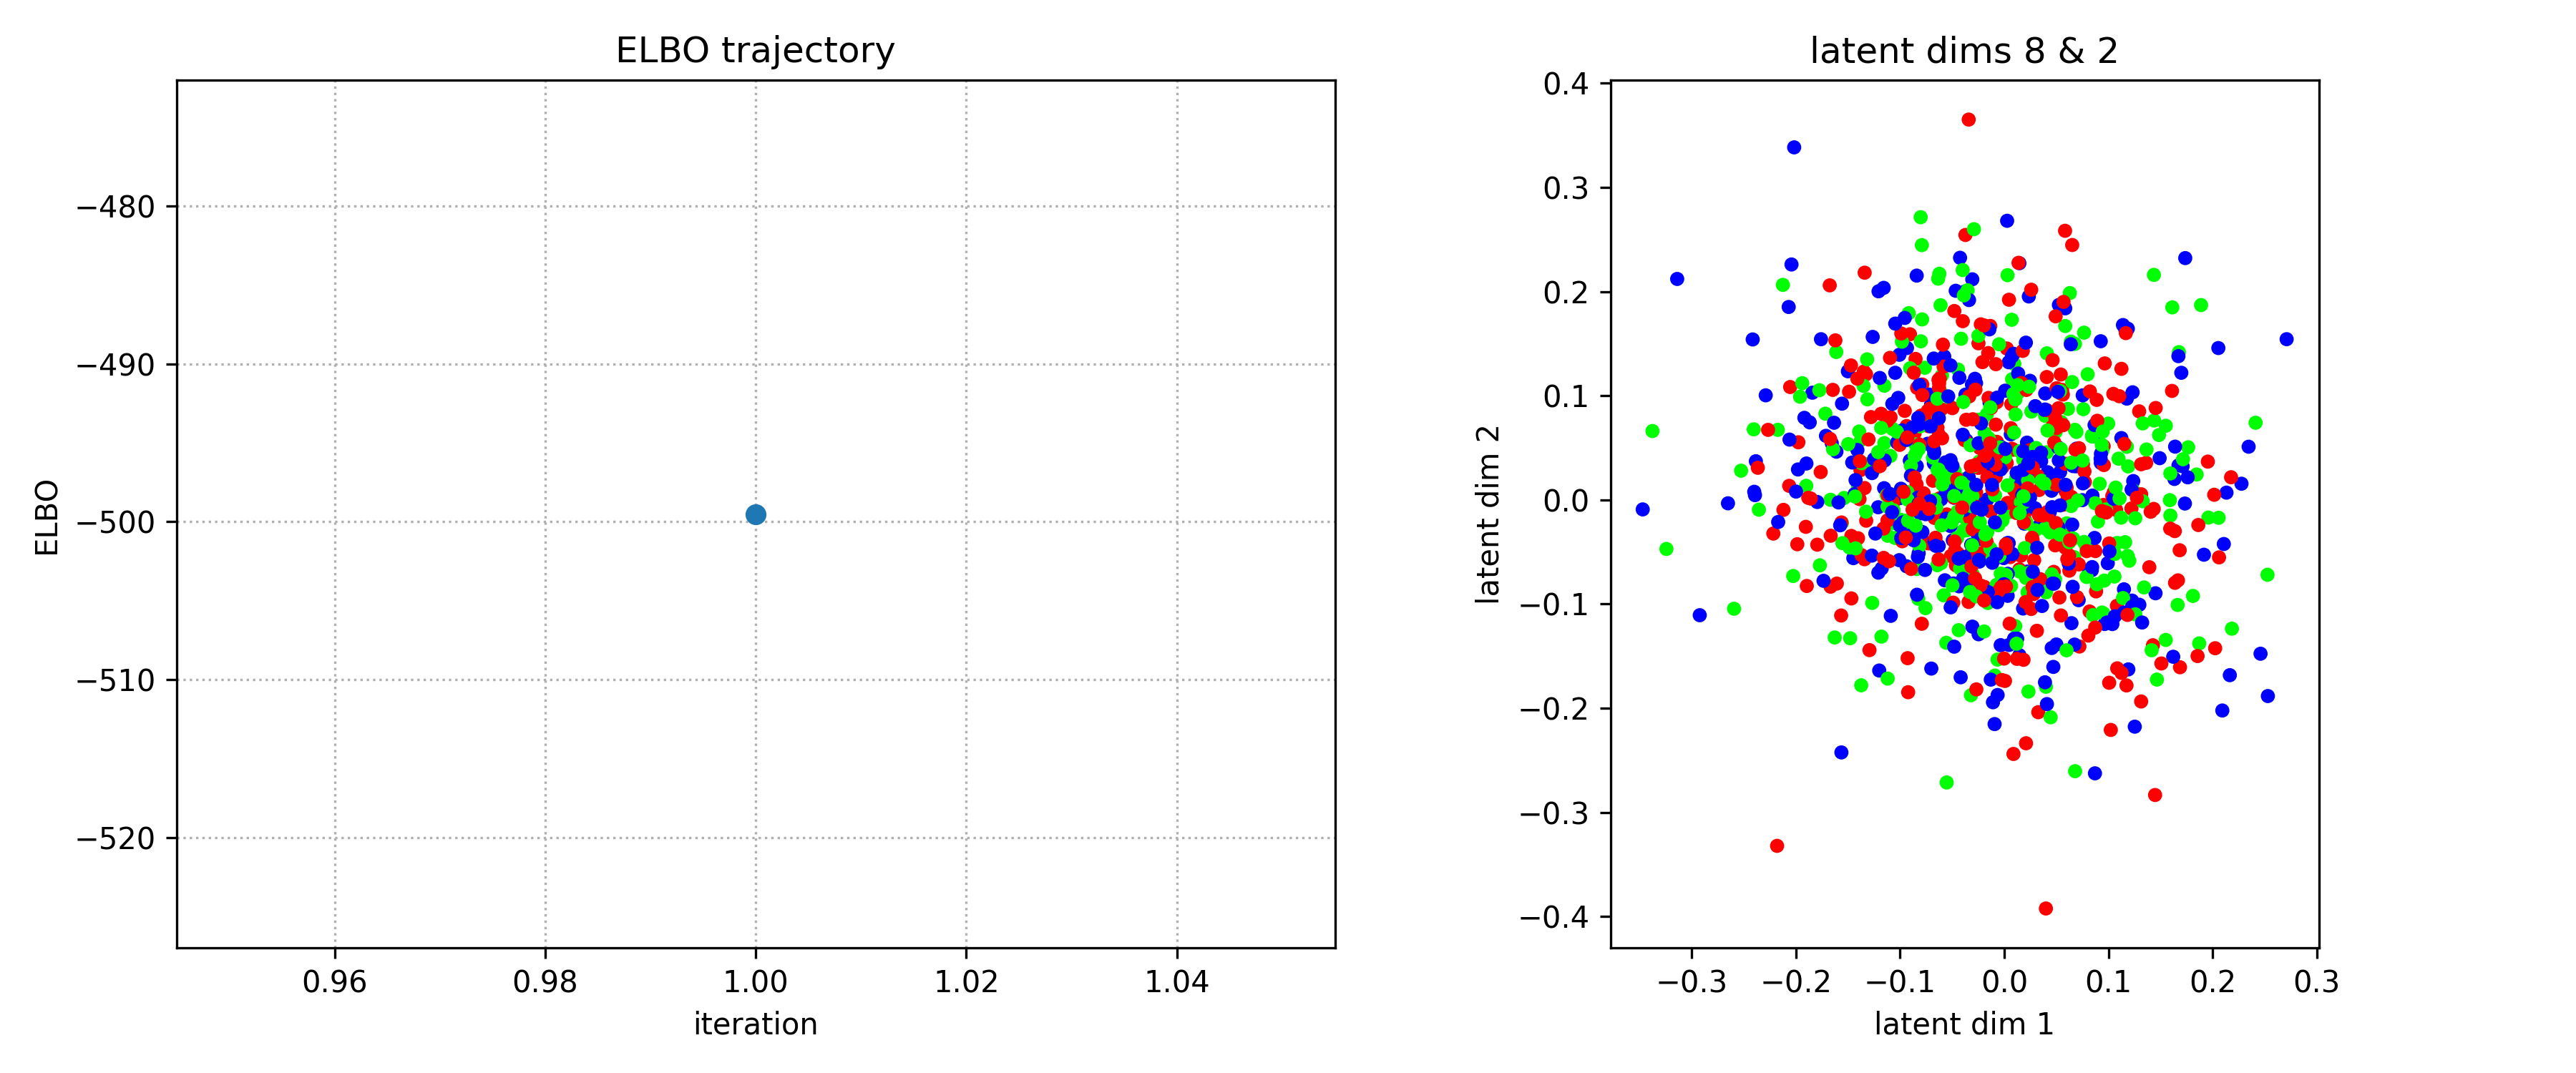 ELBO trajectory
ELBO
−480
−490
−500
−510
−520
0.96 0.98 1.00 1.02 1.04
iteration
latent dims 8 & 2
latent dim 2
0.4
0.3
0.2
0.1
0.0
−0.1
−0.2
−0.3
−0.4
−0.3 −0.2 −0.1 0.0 0.1 0.2 0.3
latent dim 1